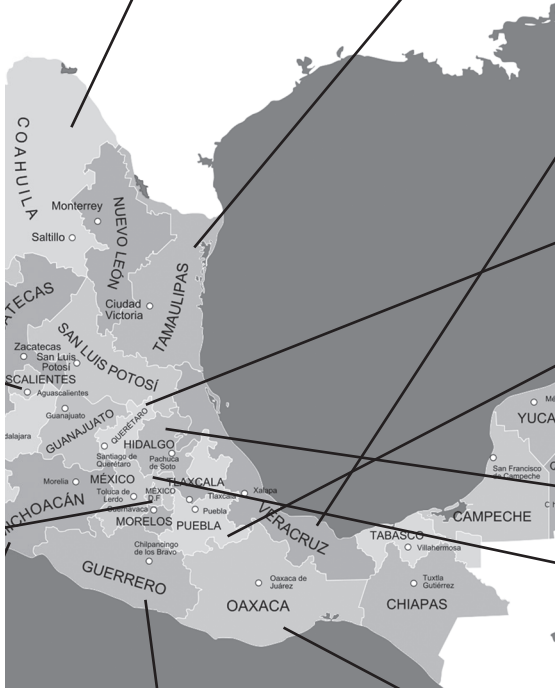 COAHUILA
Monterrey
Saltillo
NUEVO LEÓN
Ciudad
Victoria
TAMAULIPAS
ATECAS
Zacatecas
San Luis
Potosí
SAN LUIS POTOSÍ
SCALIENTES
Aguascalientes
Guanajuato
dalajara
GUANAJUATO
QUERÉTARO
Santiago de
Querétaro
HIDALGO
Pachuca
de Soto
Morelia
MÉXICO
Toluca de
Lerdo
MÉXICO
D.F
TLAXCALA
Tlaxcala
Xalapa
Cuernavaca
NCHOACÁN
MORELOS
Puebla
PUEBLA
VERACRUZ
Chilpancingo
de los Bravo
GUERRERO
OAXACA
Oaxaca de
Juárez
TABASCO
Villahermosa
Tuxtla
Gutiérrez
CHIAPAS
CAMPECHE
San Francisco
de Campeche
YUCA
Mé